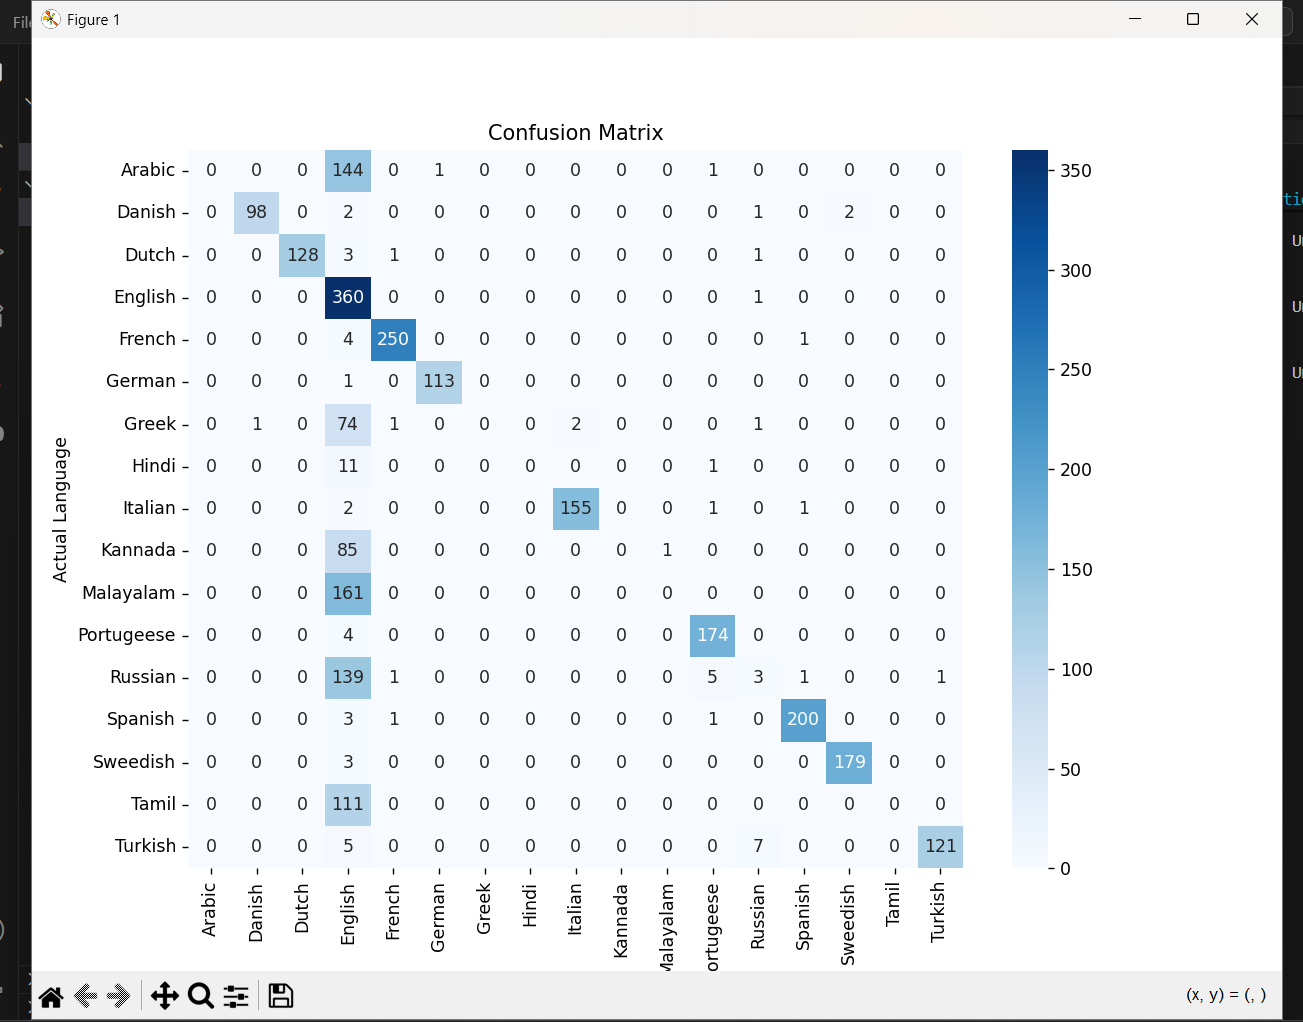 File
Figure 1
Confusion Matrix
Arabic 0 0 0 144 0 1 0 0 0 0 0 1 0 0 0 0 0
Danish 0 98 0 2 0 0 0 0 0 0 0 0 1 0 2 0 0
Dutch 0 0 128 3 1 0 0 0 0 0 0 0 1 0 0 0 0
English 0 0 0 360 0 0 0 0 0 0 0 0 1 0 0 0 0
French 0 0 0 4 250 0 0 0 0 0 0 0 0 1 0 0 0
German 0 0 0 1 0 113 0 0 0 0 0 0 0 0 0 0 0
Greek 0 1 0 74 1 0 0 0 2 0 0 0 1 0 0 0 0
Hindi 0 0 0 11 0 0 0 0 0 0 0 1 0 0 0 0 0
Italian 0 0 0 2 0 0 0 0 155 0 0 1 0 1 0 0 0
Kannada 0 0 0 85 0 0 0 0 0 0 1 0 0 0 0 0 0
Malayalam 0 0 0 161 0 0 0 0 0 0 0 0 0 0 0 0 0
Portugeese 0 0 0 4 0 0 0 0 0 0 0 174 0 0 0 0 0
Russian 0 0 0 139 1 0 0 0 0 0 0 5 3 1 0 0 1
Spanish 0 0 0 3 1 0 0 0 0 0 0 1 0 200 0 0 0
Sweedish 0 0 0 3 0 0 0 0 0 0 0 0 0 0 179 0 0
Tamil 0 0 0 111 0 0 0 0 0 0 0 0 0 0 0 0 0
Turkish 0 0 0 5 0 0 0 0 0 0 0 0 7 0 0 0 121
Actual Language
Arabic Danish Dutch English French German Greek Hindi Italian Kannada Malayalam ortugeese Russian Spanish Sweedish Tamil Turkish
350
300
250
200
150
100
50
0
(x, y) = (, )